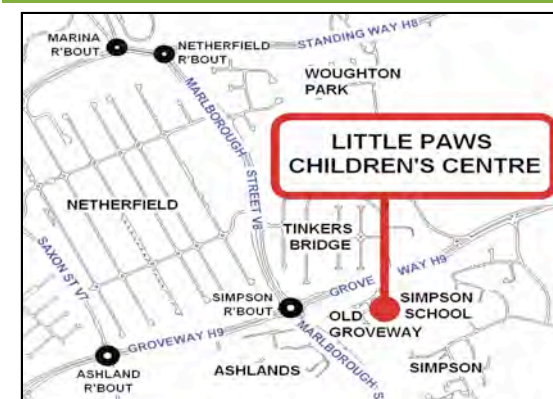 MARINA
R'BOUT
NETHERFIELD
R'BOUT
STANDING WAY H8
WOUGHTON
PARK
MARLBOROUGH
STREET V8
LITTLE PAWS
CHILDREN'S CENTRE
NETHERFIELD
TINKERS
BRIDGE
SAXON ST V7
GROVE WAY H9
SIMPSON
R'BOUT
SIMPSON
SCHOOL
OLD
GROVEWAY
GROVEWAY H9
MARLBOROUGH S
ASHLAND
R'BOUT
ASHLANDS
SIMPSON